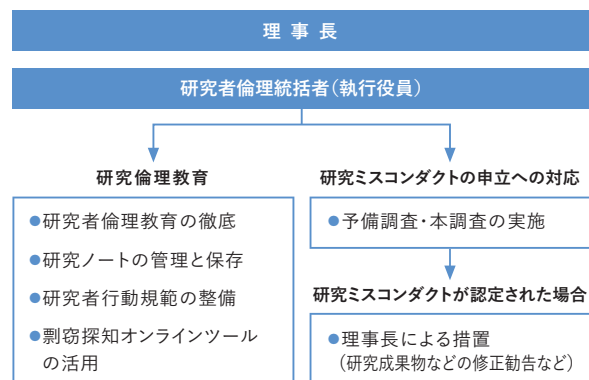 理事長
研究者倫理統括者(執行役員)
研究倫理教育
●研究者倫理教育の徹底
●研究ノートの管理と保存
●研究者行動規範の整備
●剽窃探知オンラインツール
の活用
研究ミスコンダクトの申立への対応
●予備調査・本調査の実施
研究ミスコンダクトが認定された場合
●理事長による措置
(研究成果物などの修正勧告など)